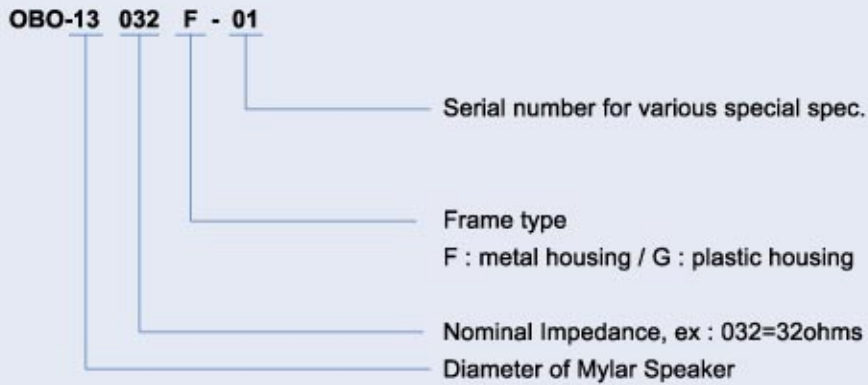 OBO-13 032 F - 01
Serial number for various special spec.
Frame type
F : metal housing / G : plastic housing
Nominal Impedance, ex : 032=32ohms
Diameter of Mylar Speaker